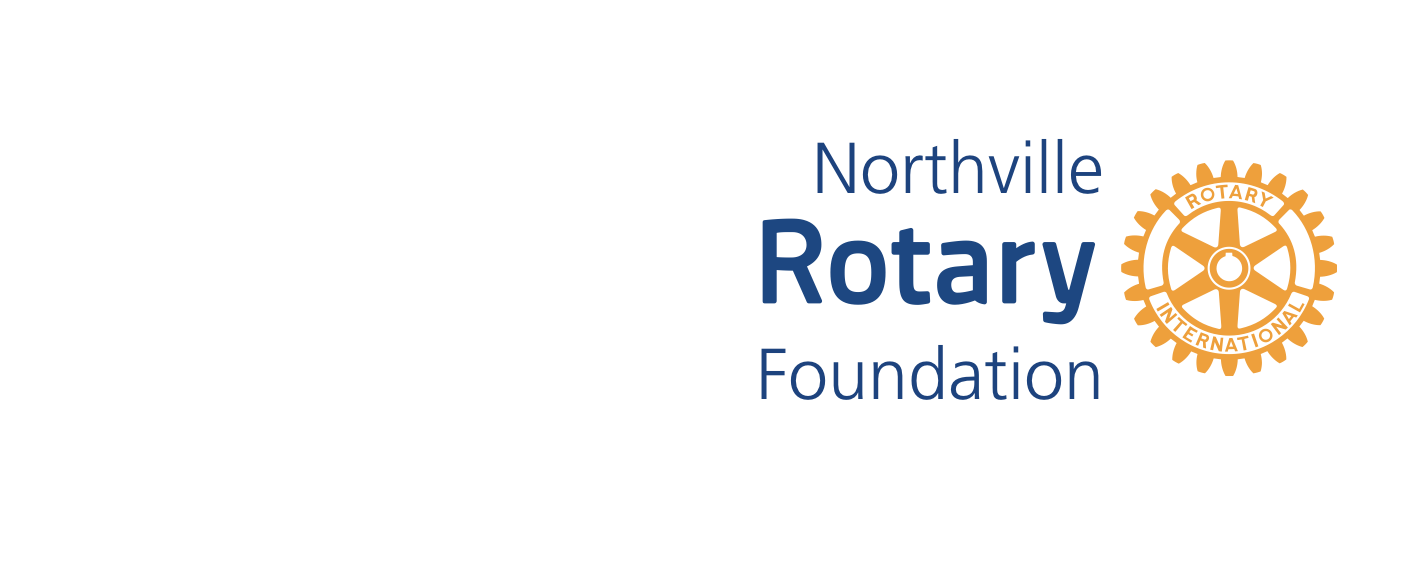 Northville
Rotary
Foundation
ROTARY
INTERNATIONAL